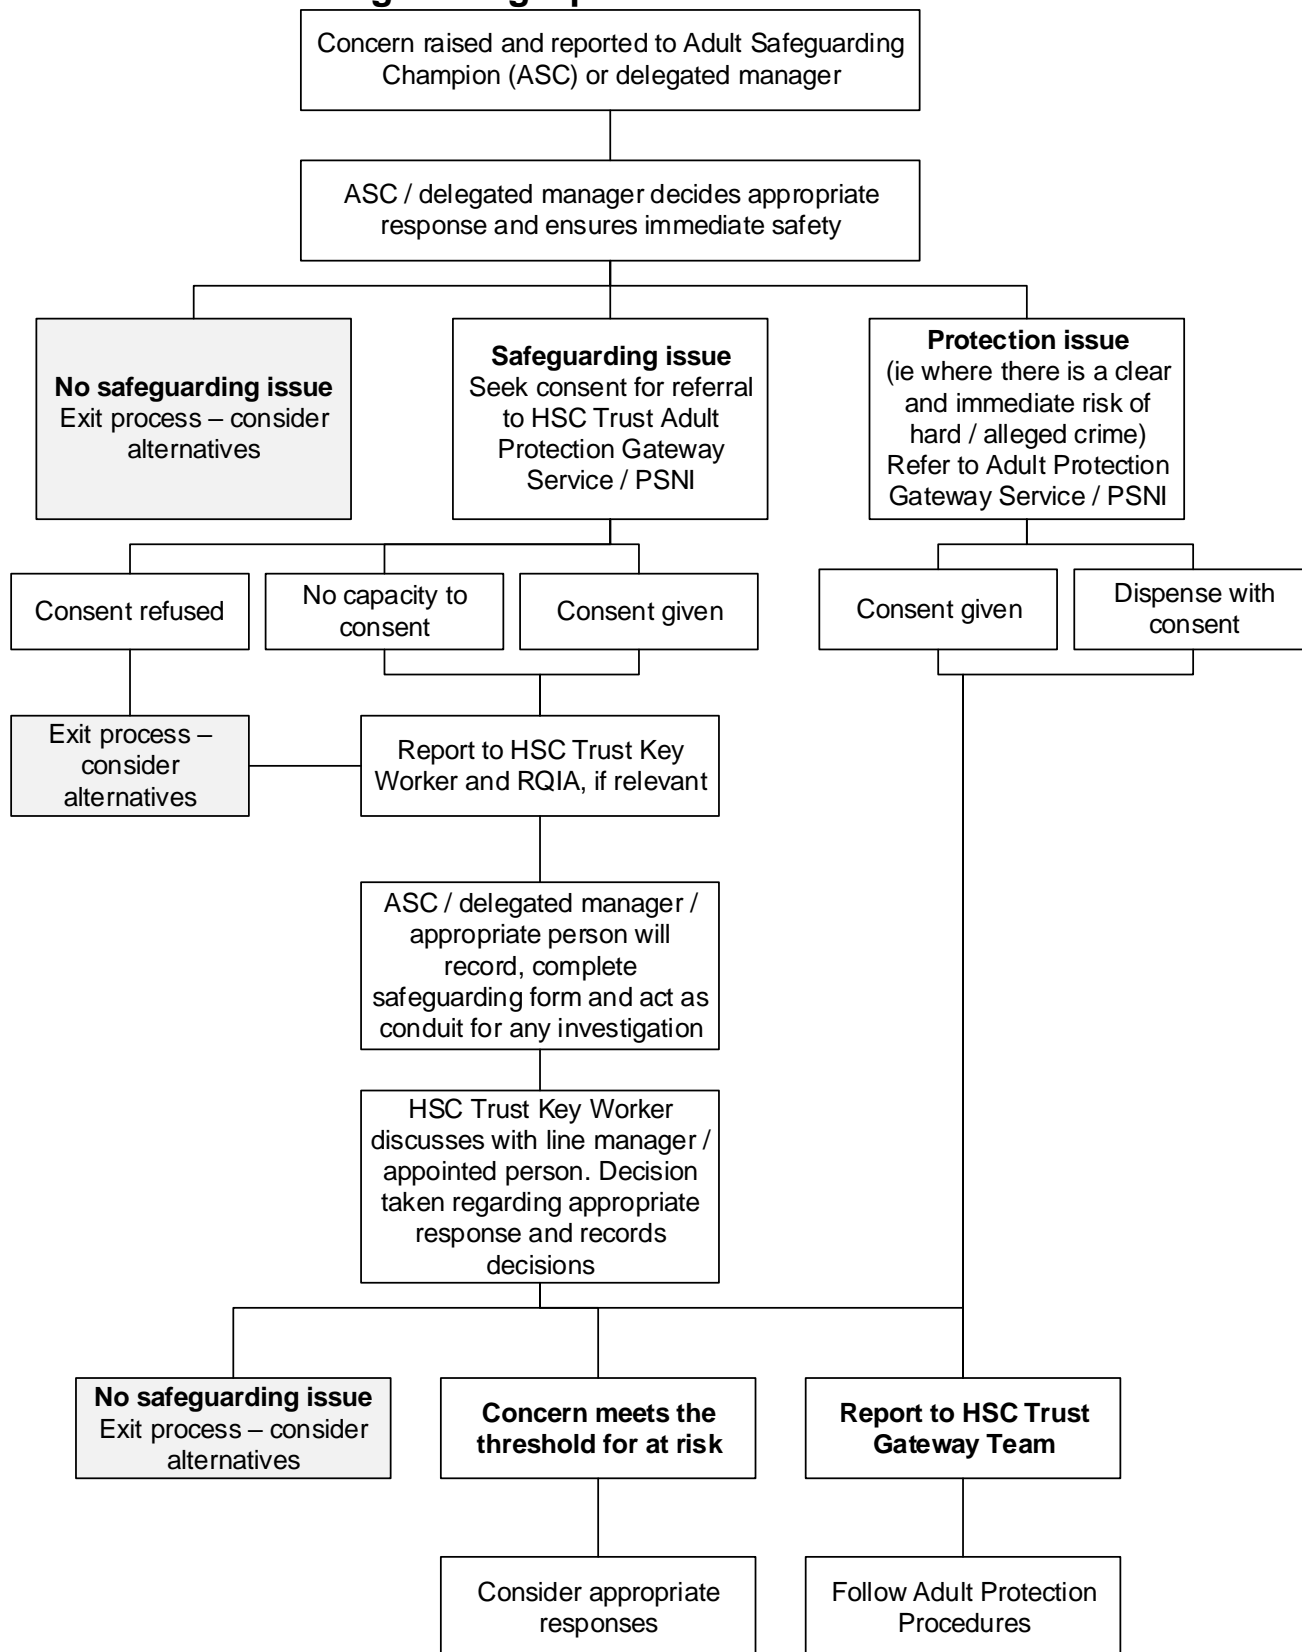 Concern raised and reported to Adult Safeguarding
Champion (ASC) or delegated manager
ASC / delegated manager decides appropriate
response and ensures immediate safety
No safeguarding issue
Exit process – consider
alternatives
Safeguarding issue
Seek consent for referral
to HSC Trust Adult
Protection Gateway
Service / PSNI
Protection issue
(ie where there is a clear
and immediate risk of
hard / alleged crime)
Refer to Adult Protection
Gateway Service / PSNI
Consent refused
No capacity to
consent
Consent given
Consent given
Dispense with
consent
Exit process –
consider
alternatives
Report to HSC Trust Key
Worker and RQIA, if relevant
ASC / delegated manager /
appropriate person will
record, complete
safeguarding form and act as
conduit for any investigation
HSC Trust Key Worker
discusses with line manager /
appointed person. Decision
taken regarding appropriate
response and records
decisions
No safeguarding issue
Exit process – consider
alternatives
Concern meets the
threshold for at risk
Report to HSC Trust
Gateway Team
Consider appropriate
responses
Follow Adult Protection
Procedures